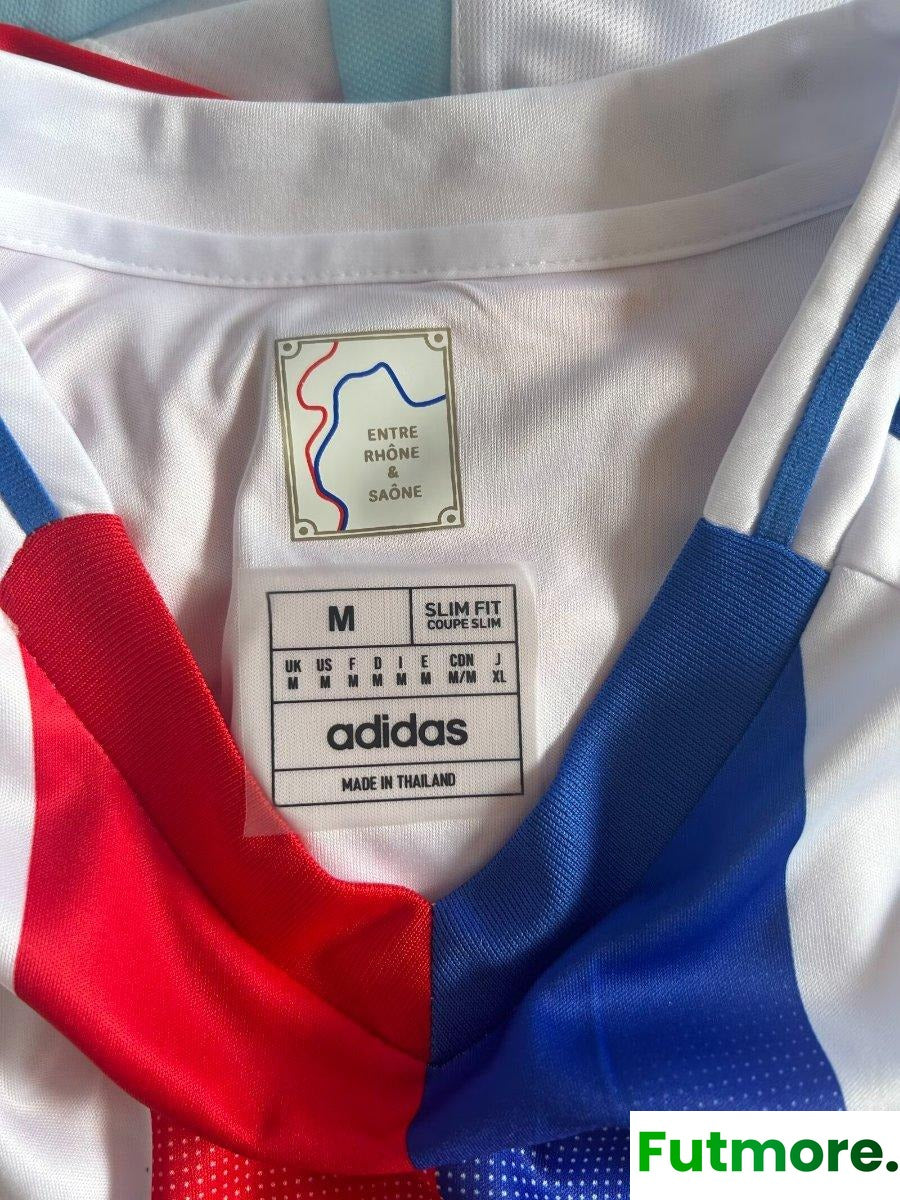 ENTRE
RHÔNE
&
SAÔNE
M
SLIM FIT
COUPE SLIM
UK US F D I E CDN J
M M M M M M M/M XL
adidas
MADE IN THAILAND
Futmore.